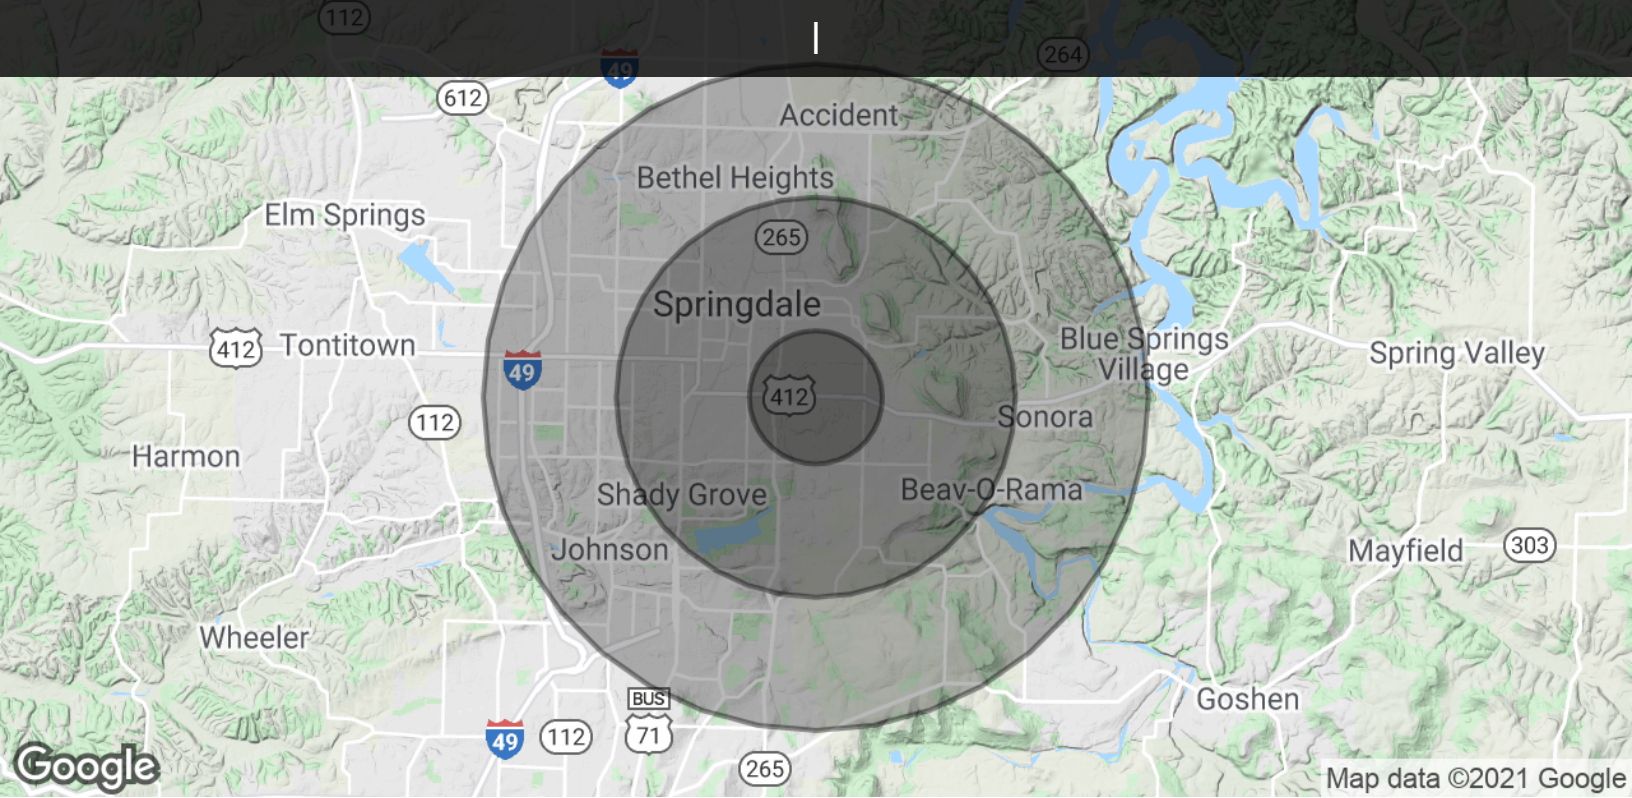 112
|
49
264
612
Accident
Bethel Heights
Elm Springs
265
Springdale
412
Tontitown
49
Blue Springs
Village
Spring Valley
412
112
Sonora
Harmon
Shady Grove
Beav-O-Rama
Johnson
Mayfield
303
Wheeler
BUS
71
Goshen
49
112
265
Google
Map data ©2021 Google